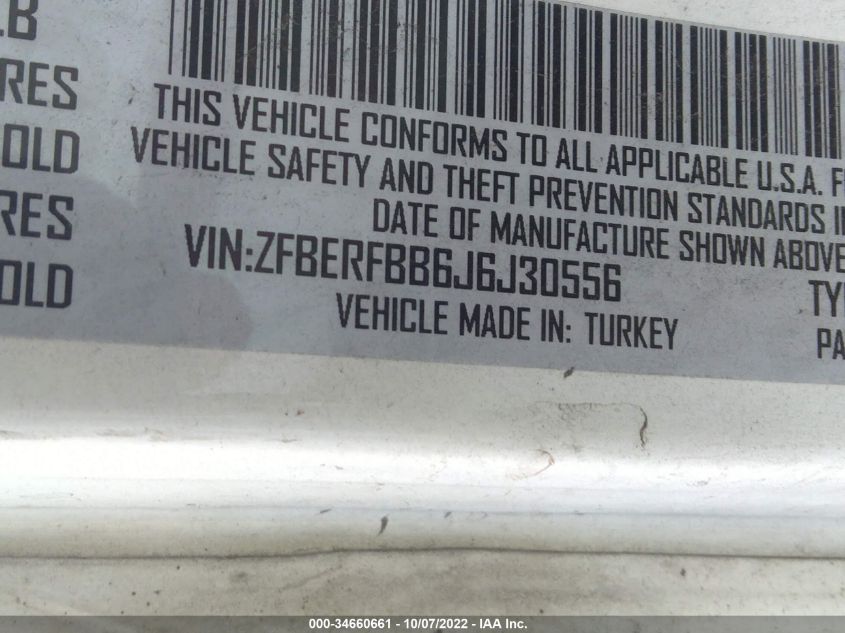 LB
RES
OLD
RES
OLD
THIS VEHICLE CONFORMS TO ALL APPLICABLE U.S.A. F
VEHICLE SAFETY AND THEFT PREVENTION STANDARDS I
DATE OF MANUFACTURE SHOWN ABOVE
VIN:ZFBERFBB6J6J30556
TY
VEHICLE MADE IN: TURKEY
PA
000-34660661 - 10/07/2022 - IAA Inc.